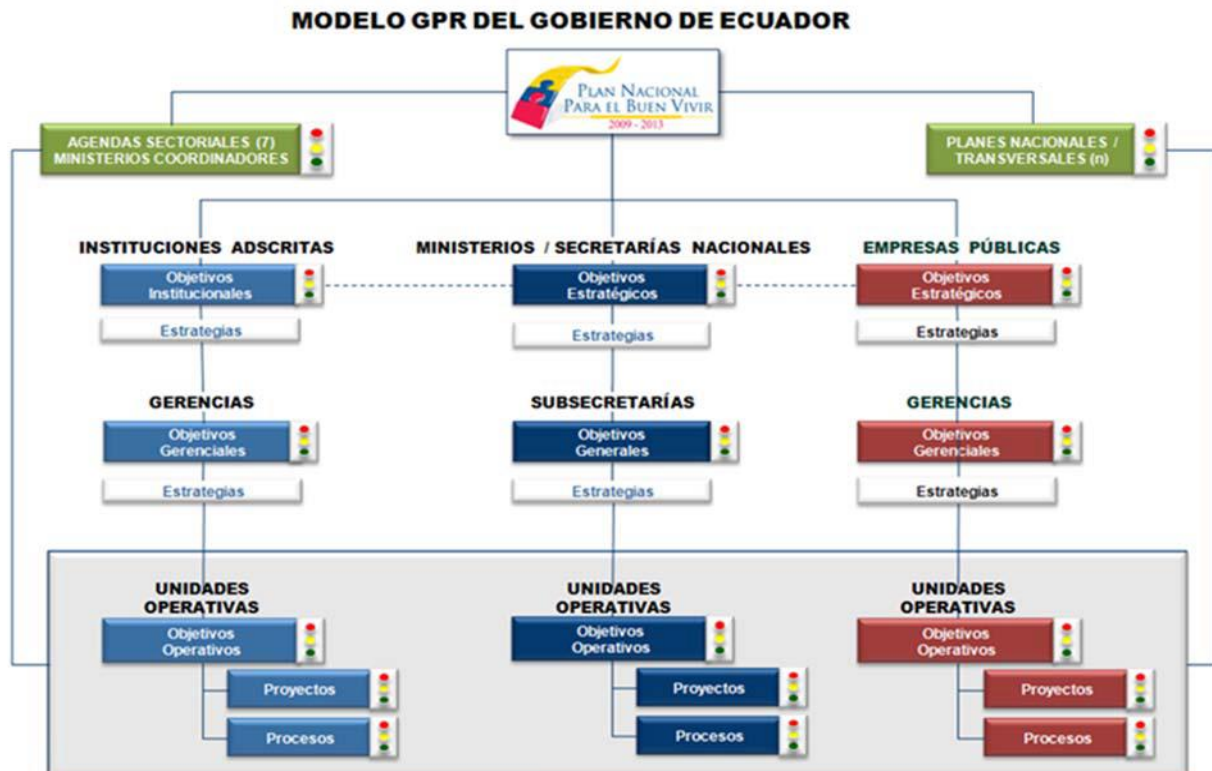 MODELO GPR DEL GOBIERNO DE ECUADOR
PLAN NACIONAL
PARA EL BUEN VIVIR
2009 - 2013
AGENDAS SECTORIALES (7)
MINISTERIOS COORDINADORES
PLANES NACIONALES /
TRANSVERSALES (n)
INSTITUCIONES ADSCRITAS
MINISTERIOS / SECRETARÍAS NACIONALES
EMPRESAS PÚBLICAS
Objetivos
Institucionales
Objetivos
Estratégicos
Objetivos
Estratégicos
Estrategias
Estrategias
Estrategias
GERENCIAS
SUBSECRETARÍAS
GERENCIAS
Objetivos
Gerenciales
Objetivos
Generales
Objetivos
Gerenciales
Estrategias
Estrategias
Estrategias
UNIDADES
OPERATIVAS
UNIDADES
OPERATIVAS
UNIDADES
OPERATIVAS
Objetivos
Operativos
Objetivos
Operativos
Objetivos
Operativos
Proyectos
Proyectos
Proyectos
Procesos
Procesos
Procesos